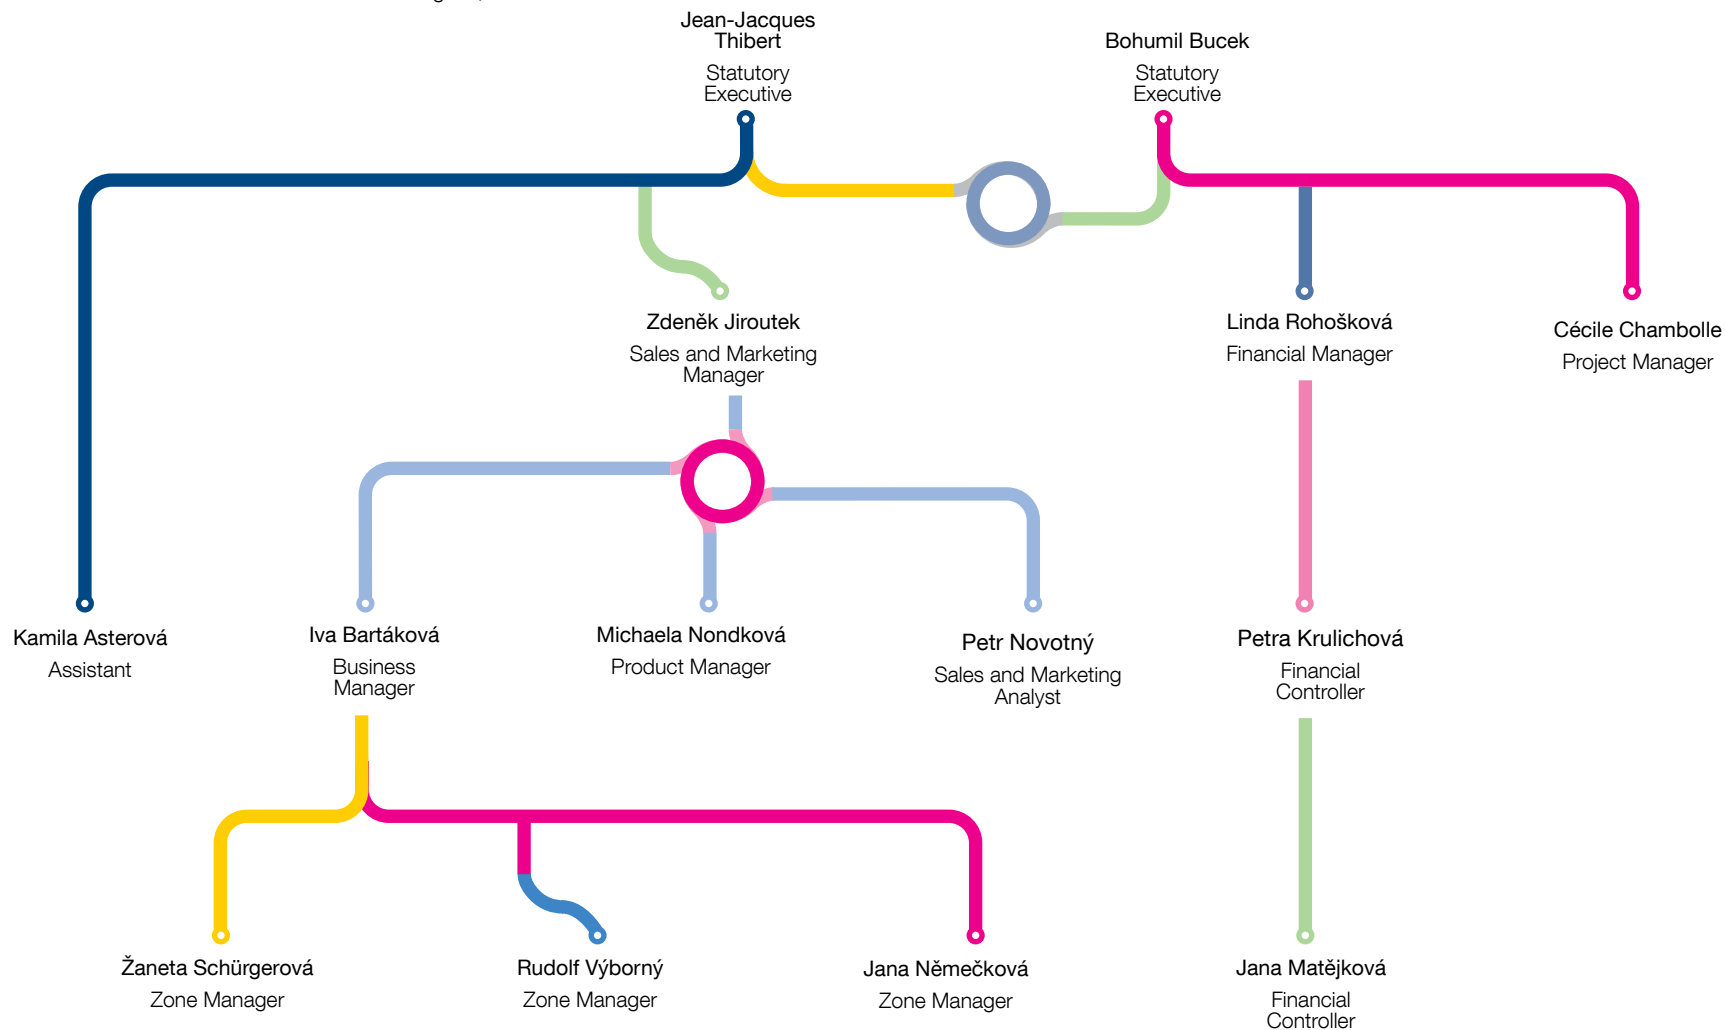 Jean-Jacques
Thibert
Statutory
Executive
Bohumil Bucek
Statutory
Executive
Zdeněk Jiroutek
Sales and Marketing
Manager
Linda Rohošková
Financial Manager
Cécile Chambolle
Project Manager
Kamila Asterová
Assistant
Iva Bartáková
Business
Manager
Michaela Nondková
Product Manager
Petr Novotný
Sales and Marketing
Analyst
Petra Krulichová
Financial
Controller
Žaneta Schürgerová
Zone Manager
Rudolf Výborný
Zone Manager
Jana Němečková
Zone Manager
Jana Matějková
Financial
Controller